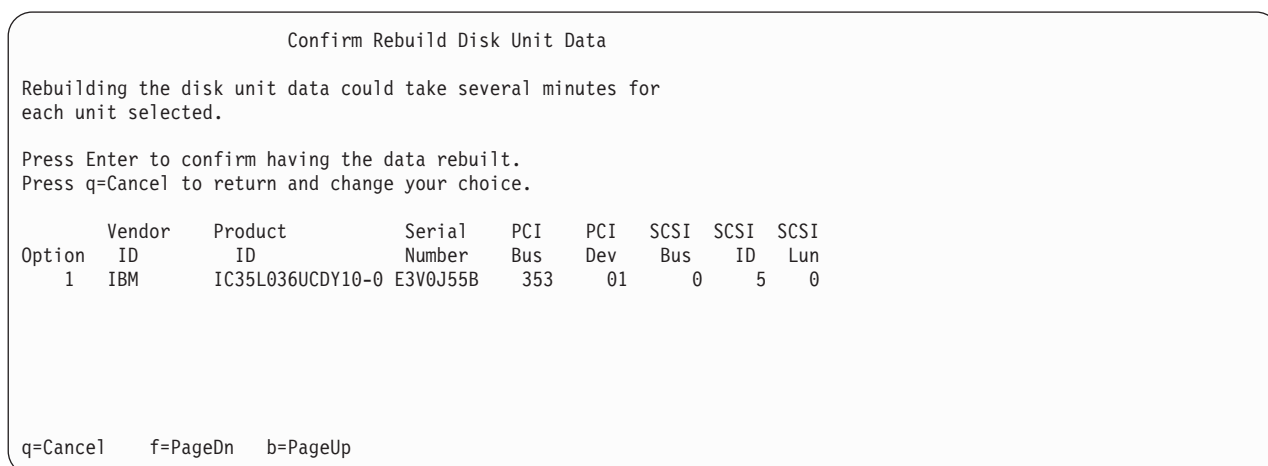 Confirm Rebuild Disk Unit Data
Rebuilding the disk unit data could take several minutes for
each unit selected.
Press Enter to confirm having the data rebuilt.
Press q=Cancel to return and change your choice.
Vendor Product Serial PCI PCI SCSI SCSI SCSI
Option ID ID Number Bus Dev Bus ID Lun
1 IBM IC35L036UCDY10-0 E3V0J55B 353 01 0 5 0
q=Cancel f=PageDn b=PageUp